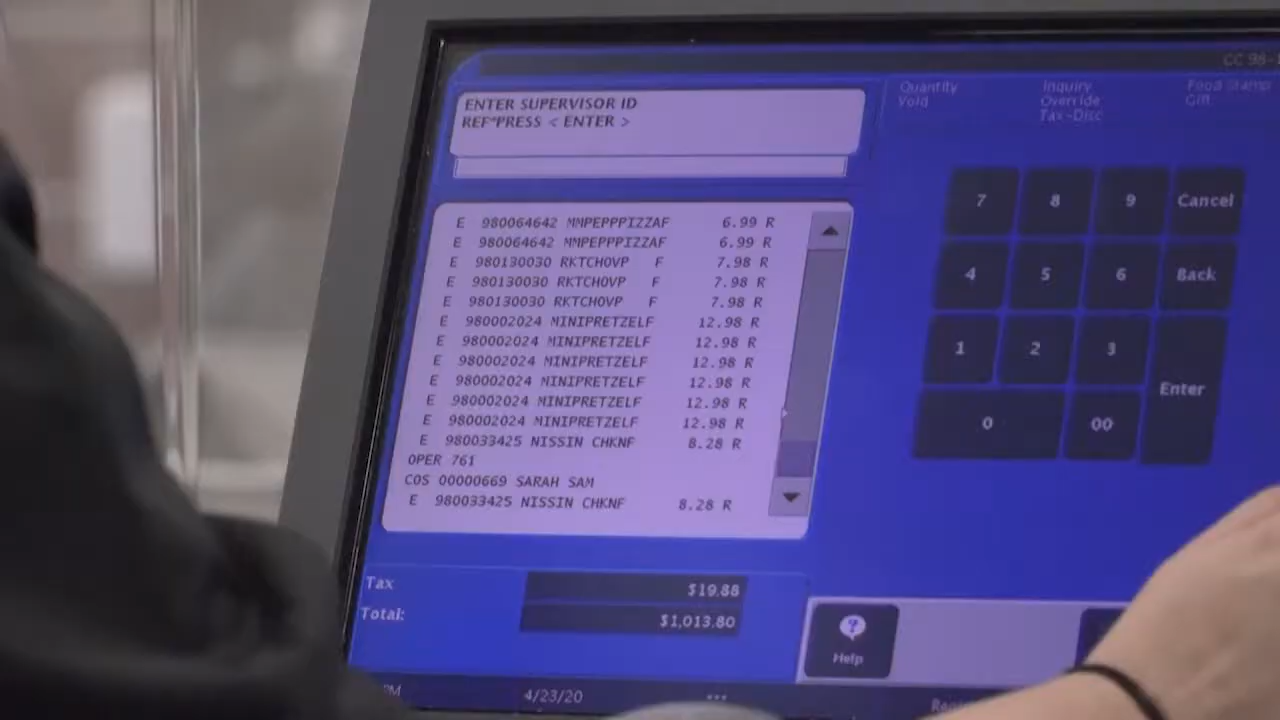 CC 98-1
ENTER SUPERVISOR ID
REF*PRESS < ENTER >
Quantity
Void
Inquiry
Override
Tax-Disc
Food Stamp
Gift
E 980064642 MMPEPPPIZZAF 6.99 R
E 980064642 MMPEPPPIZZAF 6.99 R
E 980130030 RKTCHOVP F 7.98 R
E 980130030 RKTCHOVP F 7.98 R
E 980130030 RKTCHOVP F 7.98 R
E 980002024 MINIPRETZELF 12.98 R
E 980002024 MINIPRETZELF 12.98 R
E 980002024 MINIPRETZELF 12.98 R
E 980002024 MINIPRETZELF 12.98 R
E 980002024 MINIPRETZELF 12.98 R
E 980002024 MINIPRETZELF 12.98 R
E 980033425 NISSIN CHKNF 8.28 R
OPER 761
COS 00000669 SARAH SAM
E 980033425 NISSIN CHKNF 8.28 R
7 8 9 Cancel
4 5 6 Back
1 2 3
Enter
0 00
Tax $19.88
Total: $1,013.80
Help
PM 4/23/20 ...